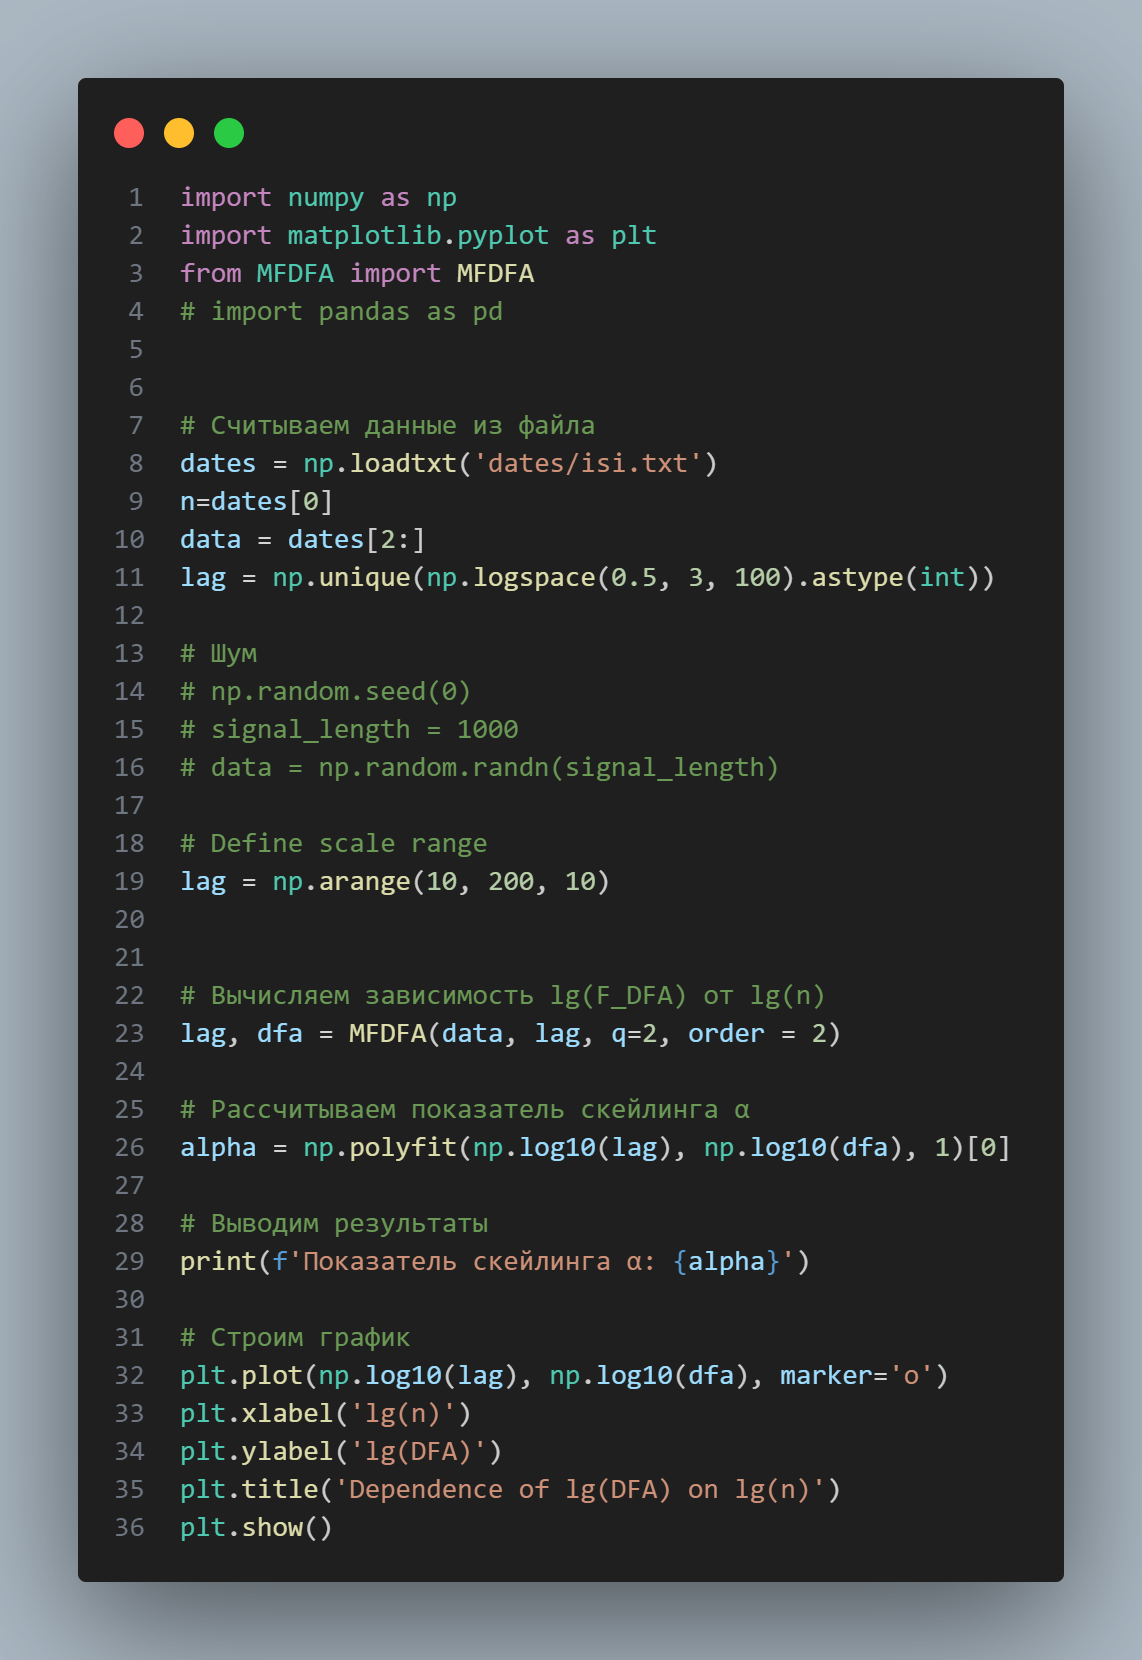 1 import numpy as np
2 import matplotlib.pyplot as plt
3 from MFDFA import MFDFA
4 # import pandas as pd
5
6
7 # Считываем данные из файла
8 dates = np.loadtxt('dates/isi.txt')
9 n=dates[0]
10 data = dates[2:]
11 lag = np.unique(np.logspace(0.5, 3, 100).astype(int))
12
13 # Шум
14 # np.random.seed(0)
15 # signal_length = 1000
16 # data = np.random.randn(signal_length)
17
18 # Define scale range
19 lag = np.arange(10, 200, 10)
20
21
22 # Вычисляем зависимость lg(F_DFA) от lg(n)
23 lag, dfa = MFDFA(data, lag, q=2, order = 2)
24
25 # Рассчитываем показатель скейлинга α
26 alpha = np.polyfit(np.log10(lag), np.log10(dfa), 1)[0]
27
28 # Выводим результаты
29 print(f'Показатель скейлинга α: {alpha}')
30
31 # Строим график
32 plt.plot(np.log10(lag), np.log10(dfa), marker='o')
33 plt.xlabel('lg(n)')
34 plt.ylabel('lg(DFA)')
35 plt.title('Dependence of lg(DFA) on lg(n)')
36 plt.show()